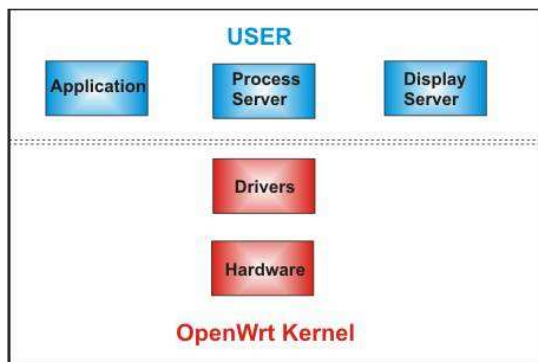 USER
Application
Process
Server
Display
Server
Drivers
Hardware
OpenWrt Kernel